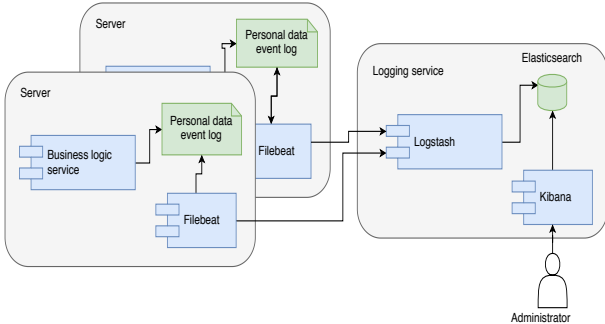 Server
Personal data
event log
Filebeat
Server
Personal data
event log
Business logic
service
Filebeat
Logging service
Elasticsearch
Logstash
Kibana
Administrator